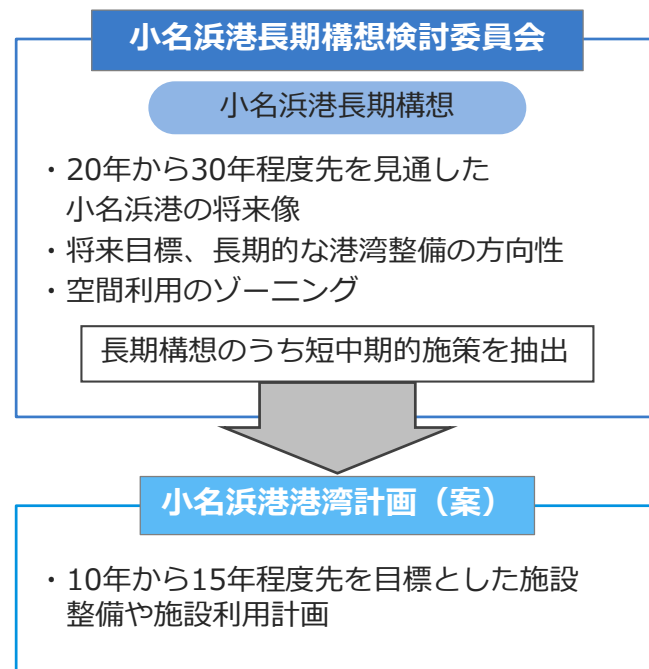 小名浜港長期構想検討委員会
小名浜港長期構想
・20年から30年程度先を見通した
小名浜港の将来像
・将来目標、長期的な港湾整備の方向性
・空間利用のゾーニング
長期構想のうち短中期的施策を抽出
小名浜港港湾計画（案）
・10年から15年程度先を目標とした施設
整備や施設利用計画